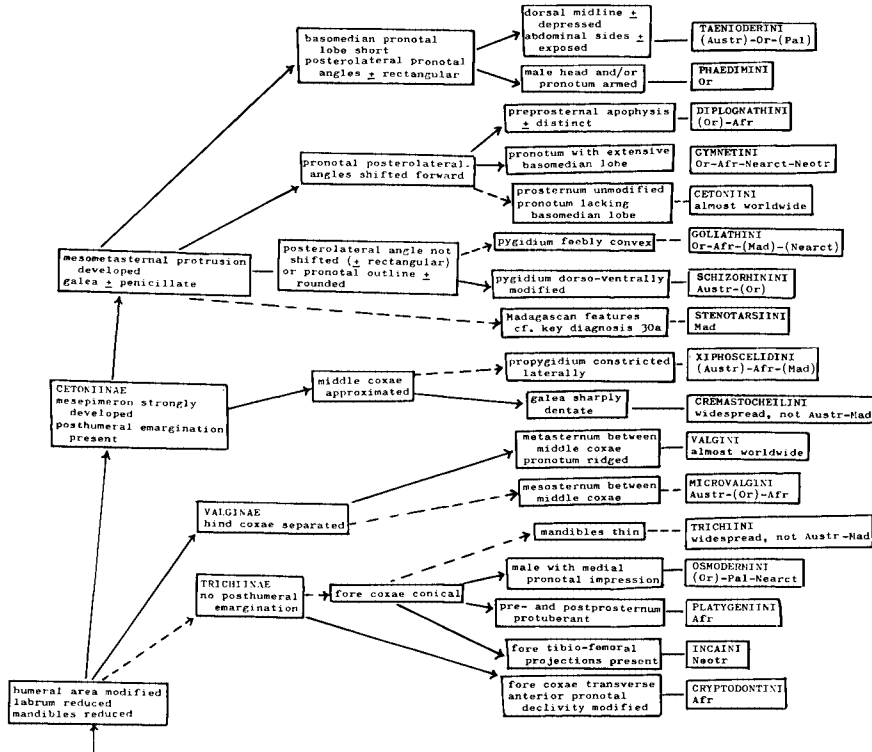 basomedian pronotal
lobe short
posterolateral pronotal
angles ± rectangular
dorsal midline ±
depressed
abdominal sides ±
exposed
TAENIODERINI
(Austr)-Or-(Pal)
male head and/or
pronotum armed
PHAEDIMINI
Or
pronotal posterolateral-
angles shifted forward
preprosternal apophysis
± distinct
DIPLOGNATHINI
(Or)-Afr
pronotum with extensive
basomedian lobe
GYMNETINI
Or-Afr-Nearct-Neotr
prosternum unmodified
pronotum lacking
basomedian lobe
CETONIINI
almost worldwide
mesometasternal protrusion
developed
galea ± penicillate
posterolateral angle not
shifted (± rectangular)
or pronotal outline ±
rounded
pygidium feebly convex
GOLIATHINI
Or-Afr-(Mad)-(Nearct)
pygidium dorso-ventrally
modified
SCHIZORHININI
Austr-(Or)
Madagascan features
cf. key diagnosis 30a
STENOTARSIINI
Mad
CETONIINAE
mesepimeron strongly
developed
posthumeral emargination
present
middle coxae
approximated
propygidium constricted
laterally
XIPHOSCELIDINI
(Austr)-Afr-(Mad)
galea sharply
dentate
CREMASTOCHEILINI
widespread, not Austr-Mad
VALGINAE
hind coxae separated
metasternum between
middle coxae
pronotum ridged
VALGINI
almost worldwide
mesosternum between
middle coxae
MICROVALGINI
Austr-(Or)-Afr
TRICHIINAE
no posthumeral
emargination
fore coxae conical
mandibles thin
TRICHIINI
widespread, not Austr-Mad
male with medial
pronotal impression
OSMODERNINI
(Or)-Pal-Nearct
pre- and postprosternum
protuberant
PLATYGENIINI
Afr
fore tibio-femoral
projections present
INCAINI
Neotr
fore coxae transverse
anterior pronotal
declivity modified
CRYPTODONTINI
Afr
humeral area modified
labrum reduced
mandibles reduced